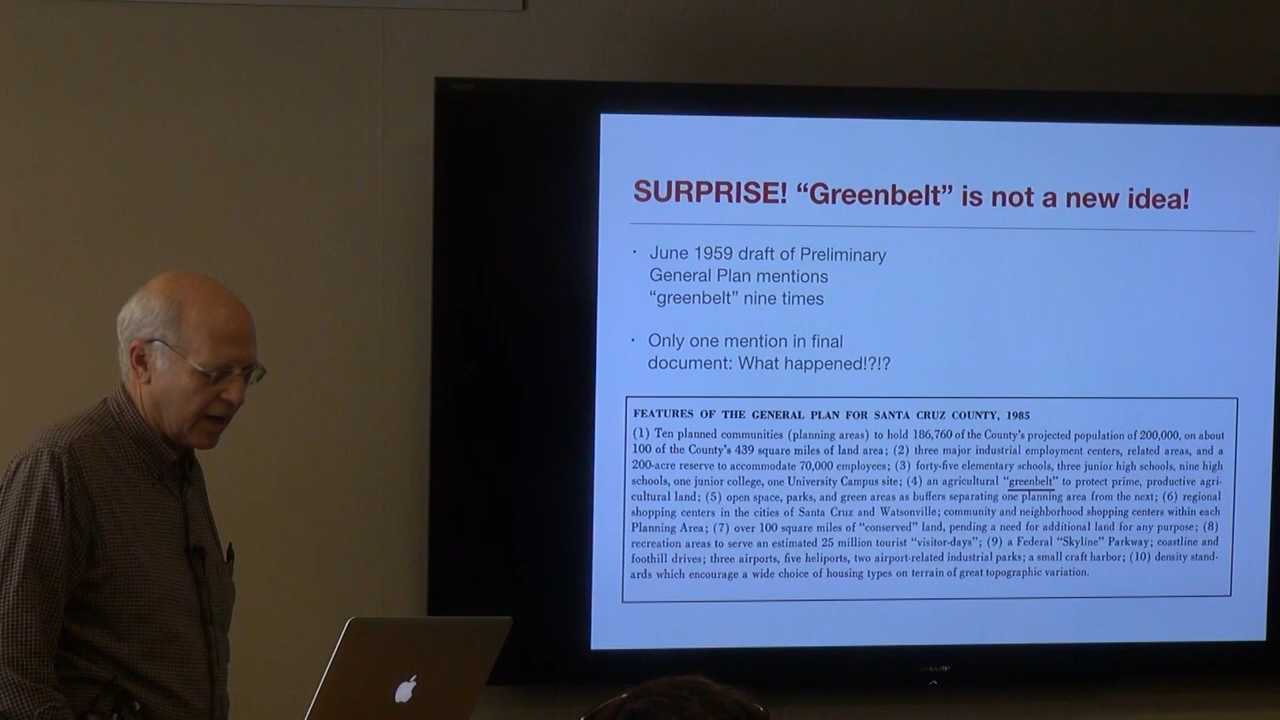 SURPRISE! “Greenbelt” is not a new idea!
· June 1959 draft of Preliminary
General Plan mentions
“greenbelt” nine times
· Only one mention in final
document: What happened!?!?
FEATURES OF THE GENERAL PLAN FOR SANTA CRUZ COUNTY, 1985
(1) Ten planned communities (planning areas) to hold 186,760 of the County's projected population of 200,000, on about
100 of the County's 439 square miles of land area; (2) three major industrial employment centers, related areas, and a
200-acre reserve to accommodate 70,000 employees; (3) forty-five elementary schools, three junior high schools, nine high
schools, one junior college, one University Campus site; (4) an agricultural “greenbelt” to protect prime, productive agri-
cultural land; (5) open space, parks, and green areas as buffers separating one planning area from the next; (6) regional
shopping centers in the cities of Santa Cruz and Watsonville; community and neighborhood shopping centers within each
Planning Area; (7) over 100 square miles of “conserved” land, pending a need for additional land for any purpose; (8)
recreation areas to serve an estimated 25 million tourist “visitor-days”; (9) a Federal “Skyline” Parkway; coastline and
foothill drives; three airports, five heliports, two airport-related industrial parks; a small craft harbor; (10) density stand-
ards which encourage a wide choice of housing types on terrain of great topographic variation.
SHARP